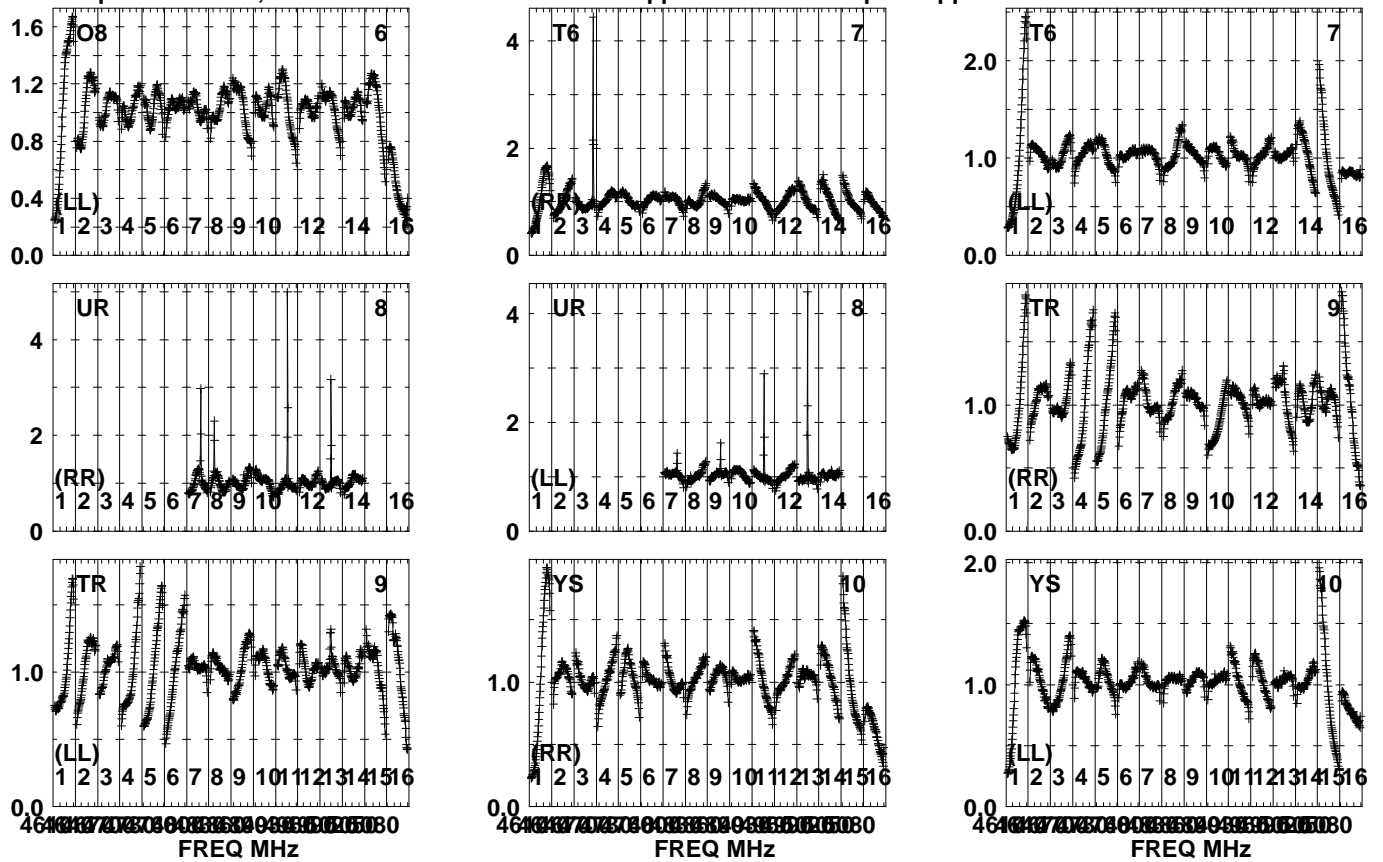 1.6 O8 6
1.2
0.8
0.4 (LL)
1 2 3 4 5 6 7 8 9 10 12 14 16
0.0
4 T6 7
2
(RR)
1 2 3 4 5 6 7 8 9 10 12 14 16
0
T6 7
2.0
1.0
(LL)
1 2 3 4 5 6 7 8 9 10 12 14 16
0.0
UR 8
4
2
(RR)
1 2 3 4 5 6 7 8 9 10 12 14 16
0
UR 8
4
2
(LL)
1 2 3 4 5 6 7 8 9 10 12 14 16
0
TR 9
1.0
(RR)
1 2 3 4 5 6 7 8 9 10 12 14 16
0.0
TR 9
1.0
(LL)
1 2 3 4 5 6 7 8 9 10 11 12 13 14 15 16
0.0
FREQ MHz
YS 10
1.0
(RR)
1 2 3 4 5 6 7 8 9 10 11 12 13 14 15 16
0.0
FREQ MHz
2.0 YS 10
1.0
(LL)
1 2 3 4 5 6 7 8 9 10 11 12 13 14 15 16
0.0
FREQ MHz